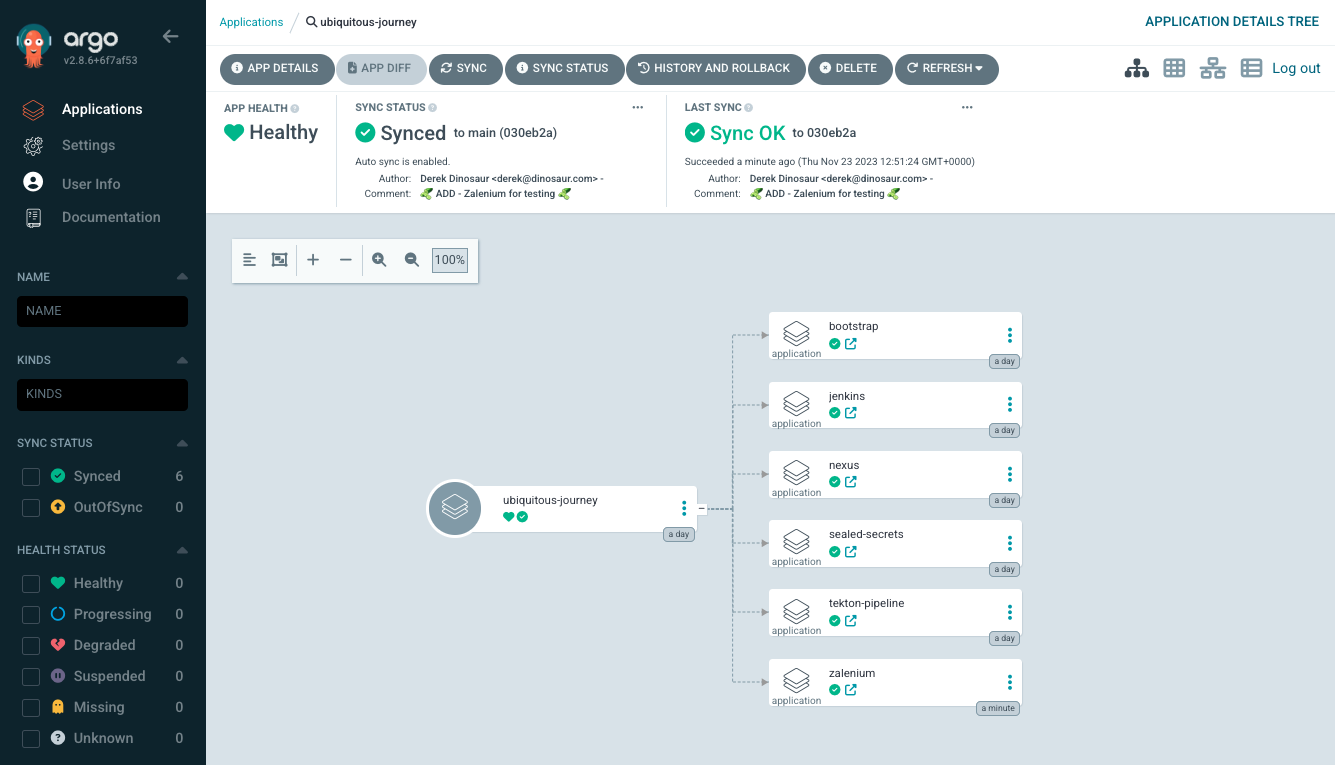 argo
v2.8.6+6f7af53
Applications
Settings
User Info
Documentation
NAME
NAME
KINDS
KINDS
SYNC STATUS
Synced 6
OutOfSync 0
HEALTH STATUS
Healthy 0
Progressing 0
Degraded 0
Suspended 0
Missing 0
Unknown 0
Applications / ubiquitous-journey
APPLICATION DETAILS TREE
APP DETAILS APP DIFF SYNC SYNC STATUS HISTORY AND ROLLBACK DELETE REFRESH
Log out
APP HEALTH
Healthy
SYNC STATUS
Synced to main (030eb2a)
Auto sync is enabled.
Author: Derek Dinosaur <derek@dinosaur.com> -
Comment: 🌿 ADD - Zalenium for testing 🌿
LAST SYNC
Sync OK to 030eb2a
Succeeded a minute ago (Thu Nov 23 2023 12:51:24 GMT+0000)
Author: Derek Dinosaur <derek@dinosaur.com> -
Comment: 🌿 ADD - Zalenium for testing 🌿
100%
ubiquitous-journey
a day
bootstrap
application
a day
jenkins
application
a day
nexus
application
a day
sealed-secrets
application
a day
tekton-pipeline
application
a day
zalenium
application
a minute